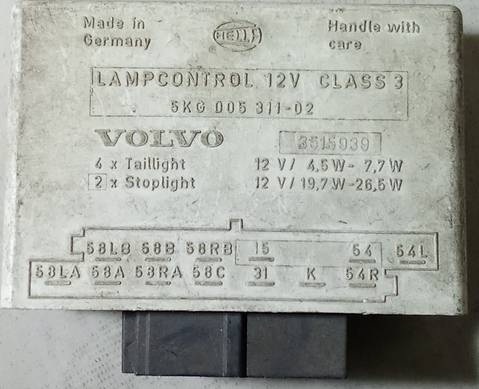 Made in
Germany
HELLA
Handle with
care
LAMPCONTROL 12V CLASS 3
5KG 005 311-02
VOLVO 3515039
4 x Taillight 12 V/ 4,5W- 7,7W
2 x Stoplight 12 V/ 19,7W-26,5W
58LB 58B 58RB 15 54 54L
58LA 58A 58RA 58C 31 K 54R